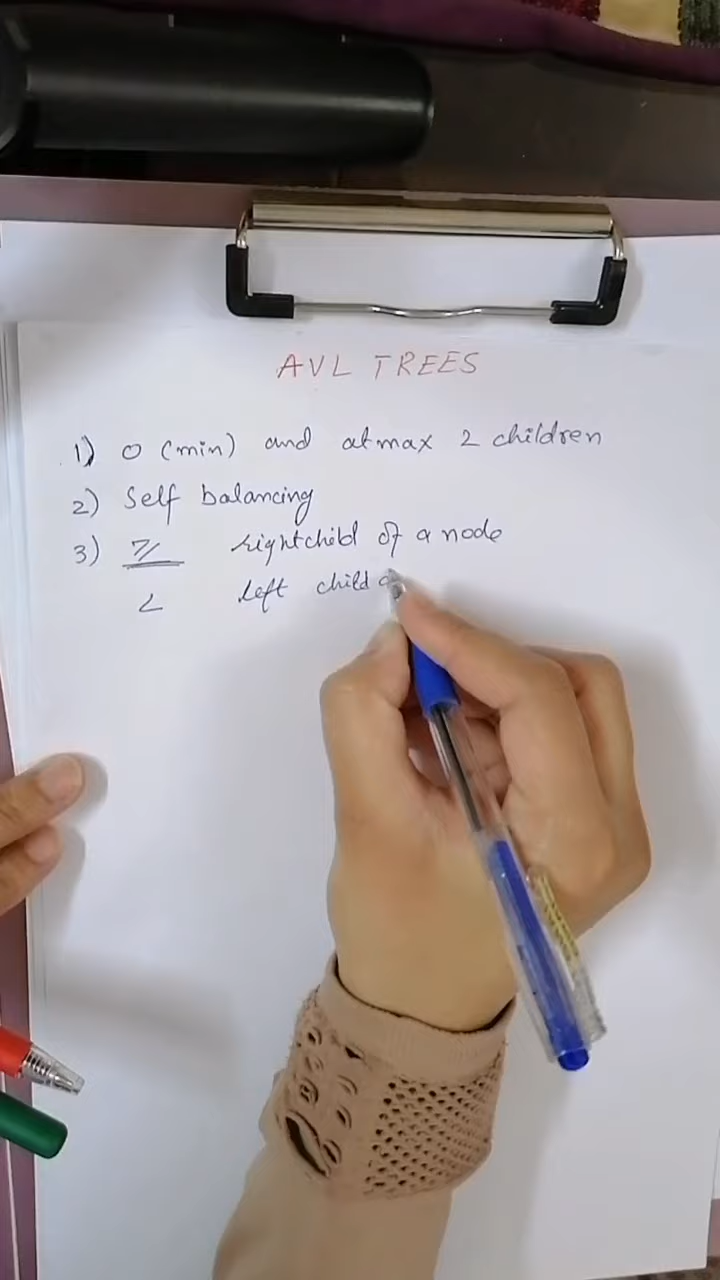 AVL TREES
1) 0 (min) and atmax 2 children
2) Self balancing
3) ≥ rightchild of a node
< left child